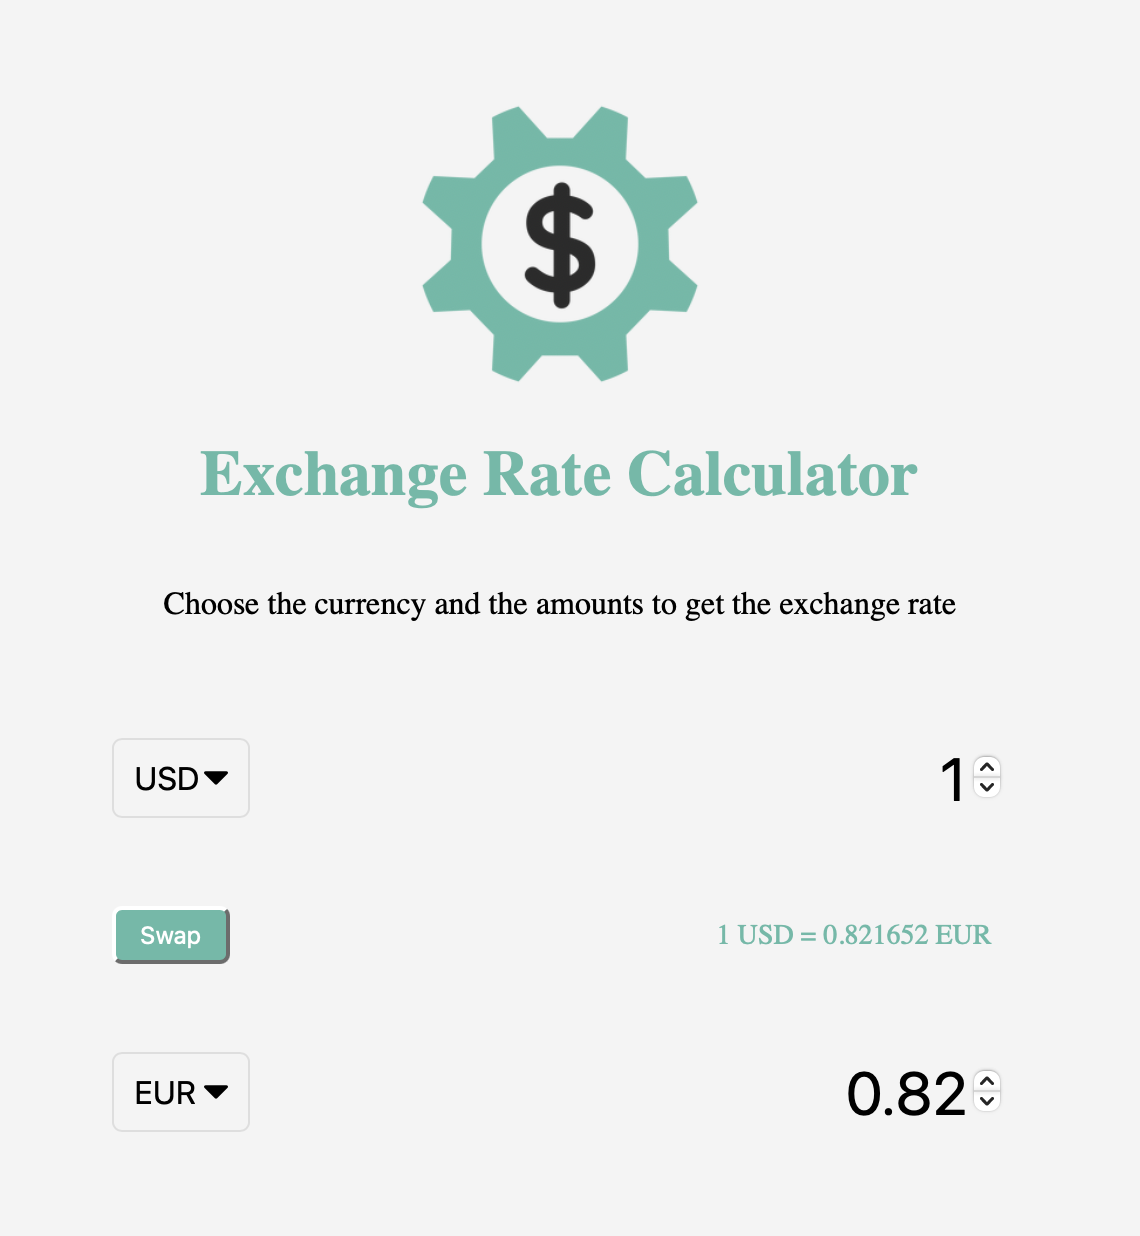 $
Exchange Rate Calculator
Choose the currency and the amounts to get the exchange rate
USD
1
Swap
1 USD = 0.821652 EUR
EUR
0.82